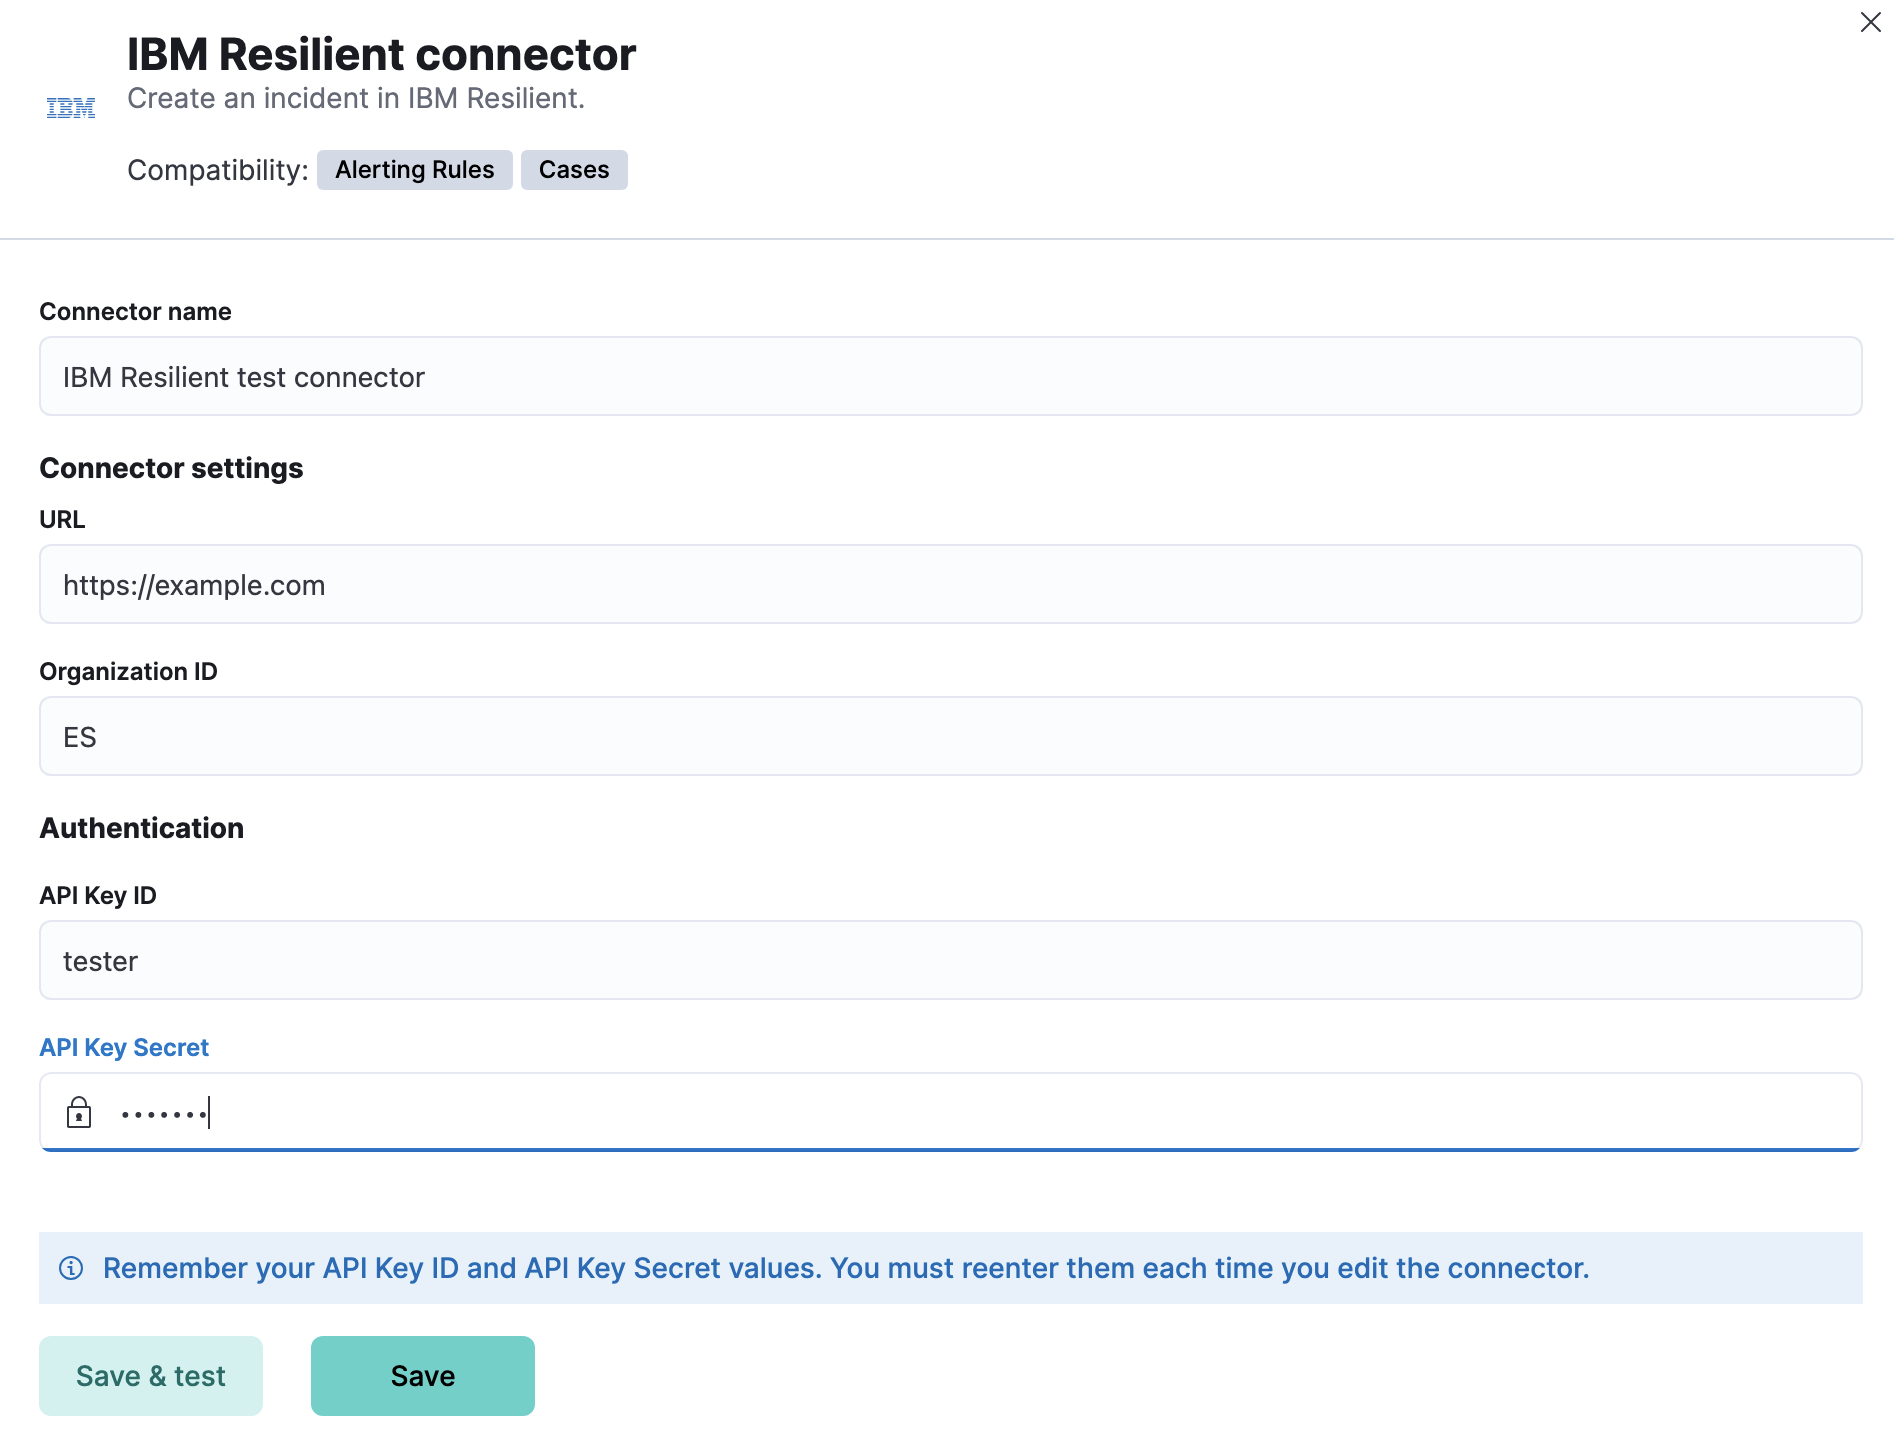 IBM Resilient connector
IBM
Create an incident in IBM Resilient.
Compatibility: Alerting Rules Cases
Connector name
IBM Resilient test connector
Connector settings
URL
https://example.com
Organization ID
ES
Authentication
API Key ID
tester
API Key Secret
•••••••
Remember your API Key ID and API Key Secret values. You must reenter them each time you edit the connector.
Save & test Save